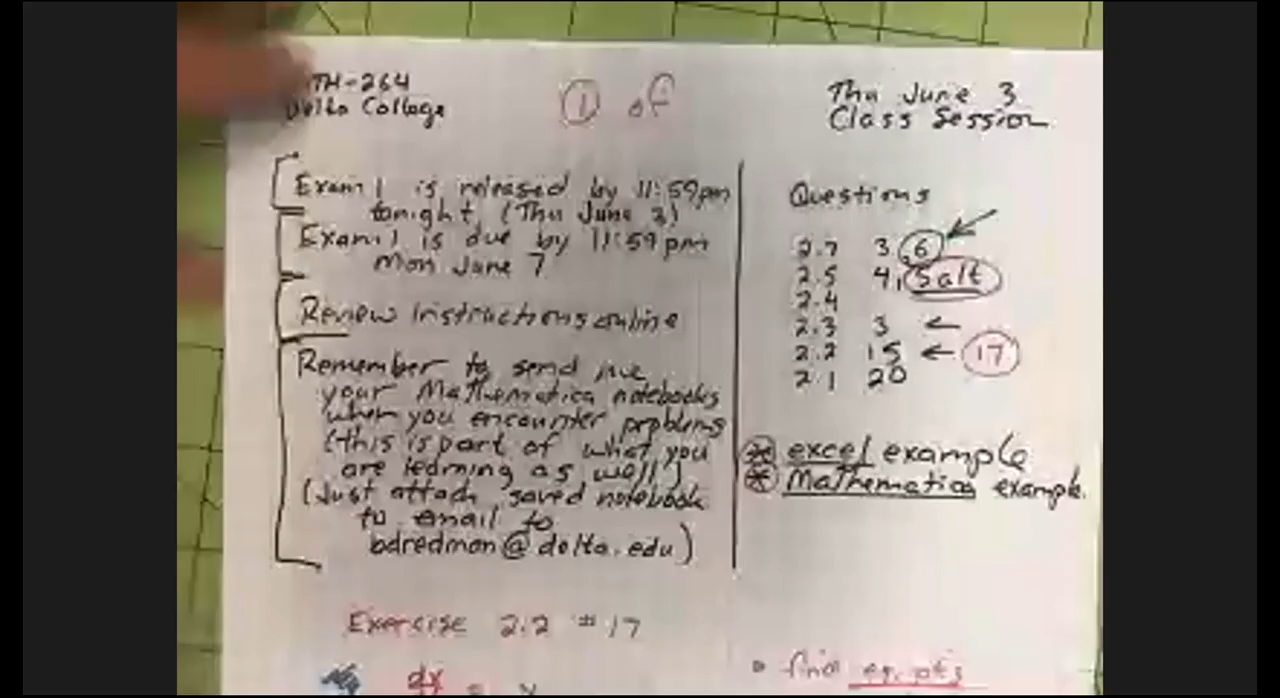 MTH-264
Delta College
① of
Thu June 3
Class Session
Exam 1 is released by 11:59pm
tonight (Thu June 3)
Exam 1 is due by 11:59 pm
Mon June 7
Review instructions online
Remember to send me
your Mathematica notebooks
when you encounter problems
(this is part of what you
are learning as well)
(Just attach saved notebook
to email to
bdredman@delta.edu)
Questions
2.7 3,6
2.5 4, Salt
2.4
2.3 3 ←
2.2 15 ← 17
2.1 20
* excel example
* Mathematica example.
Exercise 2.2 #17
dx =
• find eq. pts